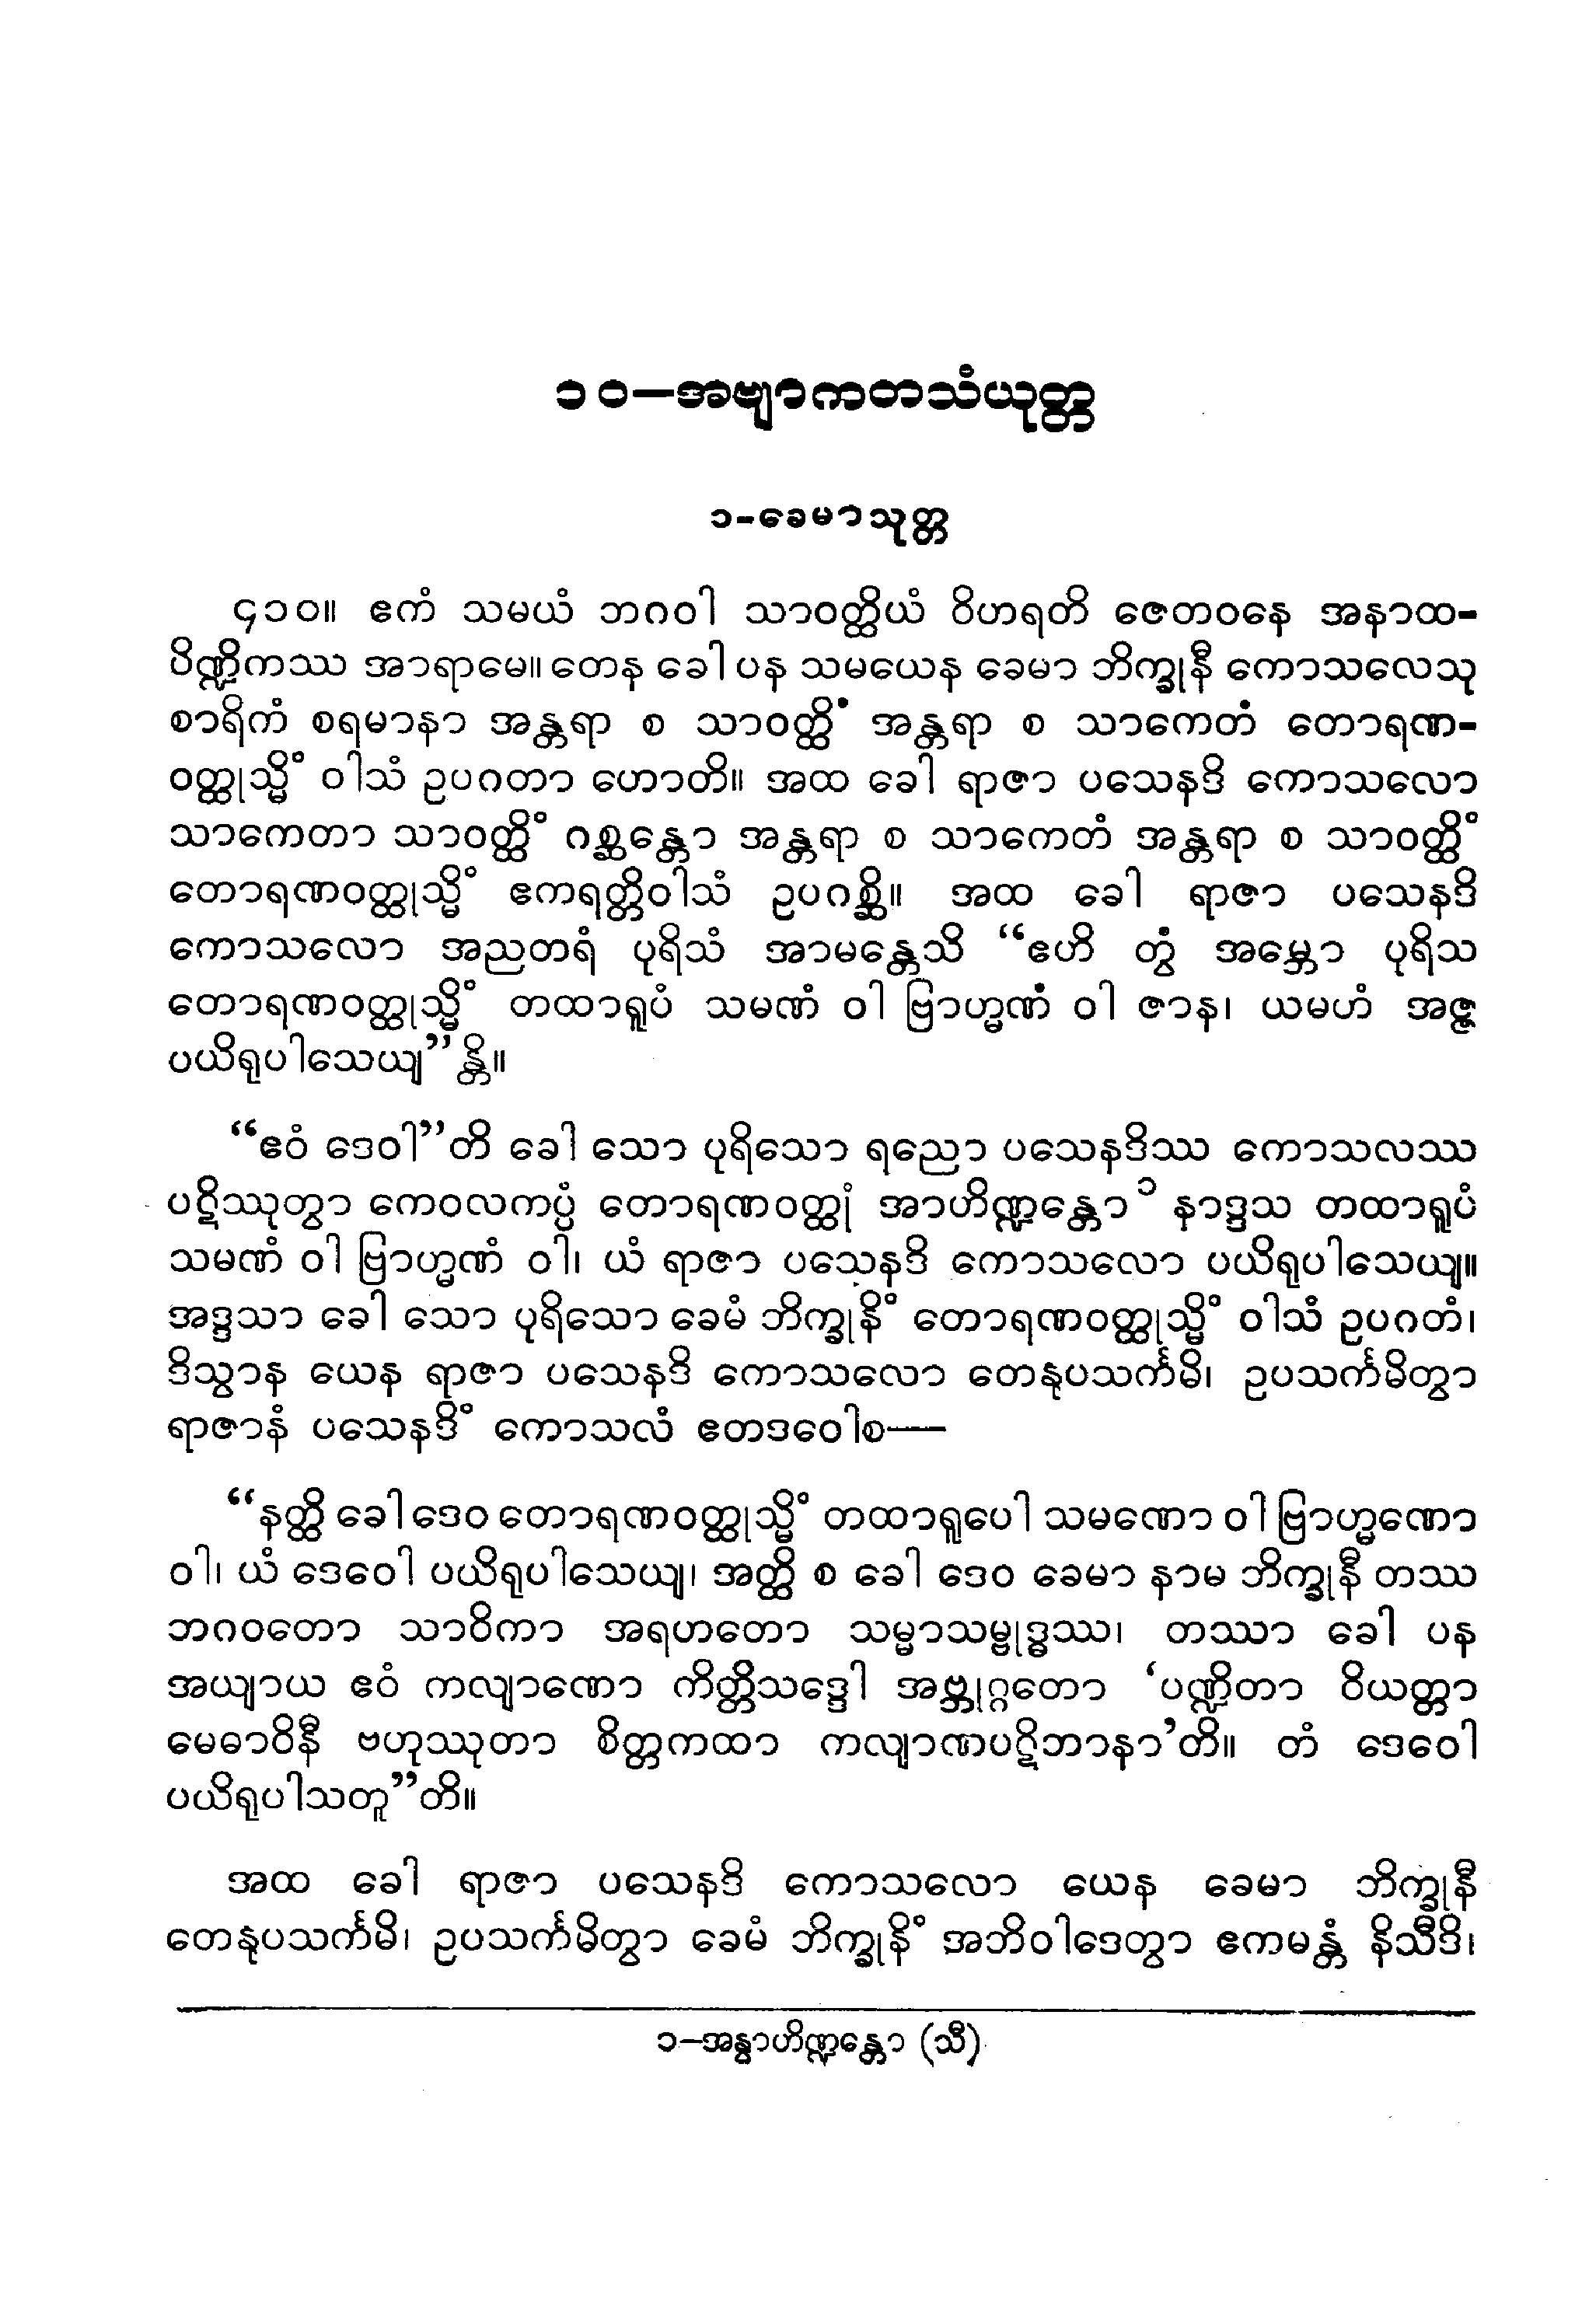 ၁၀—အဗျာကတသံယုတ္တ
၁-ခေမာသုတ္တ
၄၁၀။ ဧကံ သမယံ ဘဂဝါ သာဝတ္ထိယံ ဝိဟရတိ ဇေတဝနေ အနာထ-
ပိဏ္ဍိကဿ အာရာမေ။ တေန ခေါ ပန သမယေန ခေမာ ဘိက္ခုနီ ကောသလေသု
စာရိကံ စရမာနာ အန္တရာ စ သာဝတ္ထိံ အန္တရာ စ သာကေတံ တောရဏ-
ဝတ္ထုသ္မိံ ဝါသံ ဥပဂတာ ဟောတိ။ အထ ခေါ ရာဇာ ပသေနဒိ ကောသလော
သာကေတာ သာဝတ္ထိံ ဂစ္ဆန္တော အန္တရာ စ သာကေတံ အန္တရာ စ သာဝတ္ထိံ
တောရဏဝတ္ထုသ္မိံ ဧကရတ္တိဝါသံ ဥပဂစ္ဆိ။ အထ ခေါ ရာဇာ ပသေနဒိ
ကောသလော အညတရံ ပုရိသံ အာမန္တေသိ “ဧဟိ တွံ အမ္ဘော ပုရိသ
တောရဏဝတ္ထုသ္မိံ တထာရူပံ သမဏံ ဝါ ဗြာဟ္မဏံ ဝါ ဇာန၊ ယမဟံ အဇ္ဇ
ပယိရုပါသေယျ”န္တိ။
“ဧဝံ ဒေဝါ”တိ ခေါ သော ပုရိသော ရညော ပသေနဒိဿ ကောသလဿ
ပဋိဿုတွာ ကေဝလကပ္ပံ တောရဏဝတ္ထုံ အာဟိဏ္ဍန္တော ၁ နာဒ္ဒသ တထာရူပံ
သမဏံ ဝါ ဗြာဟ္မဏံ ဝါ၊ ယံ ရာဇာ ပသေနဒိ ကောသလော ပယိရုပါသေယျ။
အဒ္ဒသာ ခေါ သော ပုရိသော ခေမံ ဘိက္ခုနိံ တောရဏဝတ္ထုသ္မိံ ဝါသံ ဥပဂတံ၊
ဒိသွာန ယေန ရာဇာ ပသေနဒိ ကောသလော တေနုပသင်္ကမိ၊ ဥပသင်္ကမိတွာ
ရာဇာနံ ပသေနဒိံ ကောသလံ ဧတဒဝေါစ—
“နတ္ထိ ခေါ ဒေဝ တောရဏဝတ္ထုသ္မိံ တထာရူပေါ သမဏော ဝါ ဗြာဟ္မဏော
ဝါ၊ ယံ ဒေဝေါ ပယိရုပါသေယျ၊ အတ္ထိ စ ခေါ ဒေဝ ခေမာ နာမ ဘိက္ခုနီ တဿ
ဘဂဝတော သာဝိကာ အရဟတော သမ္မာသမ္ဗုဒ္ဓဿ၊ တဿာ ခေါ ပန
အယျာယ ဧဝံ ကလျာဏော ကိတ္တိသဒ္ဒေါ အဗ္ဘုဂ္ဂတော ‘ပဏ္ဍိတာ ဝိယတ္တာ
မေဓာဝိနီ ဗဟုဿုတာ စိတ္တကထာ ကလျာဏပဋိဘာနာ’တိ။ တံ ဒေဝေါ
ပယိရုပါသတူ”တိ။
အထ ခေါ ရာဇာ ပသေနဒိ ကောသလော ယေန ခေမာ ဘိက္ခုနီ
တေနုပသင်္ကမိ၊ ဥပသင်္ကမိတွာ ခေမံ ဘိက္ခုနိံ အဘိဝါဒေတွာ ဧကမန္တံ နိသီဒိ၊
၁—အန္ဓာဟိဏ္ဍန္တော (သီ)